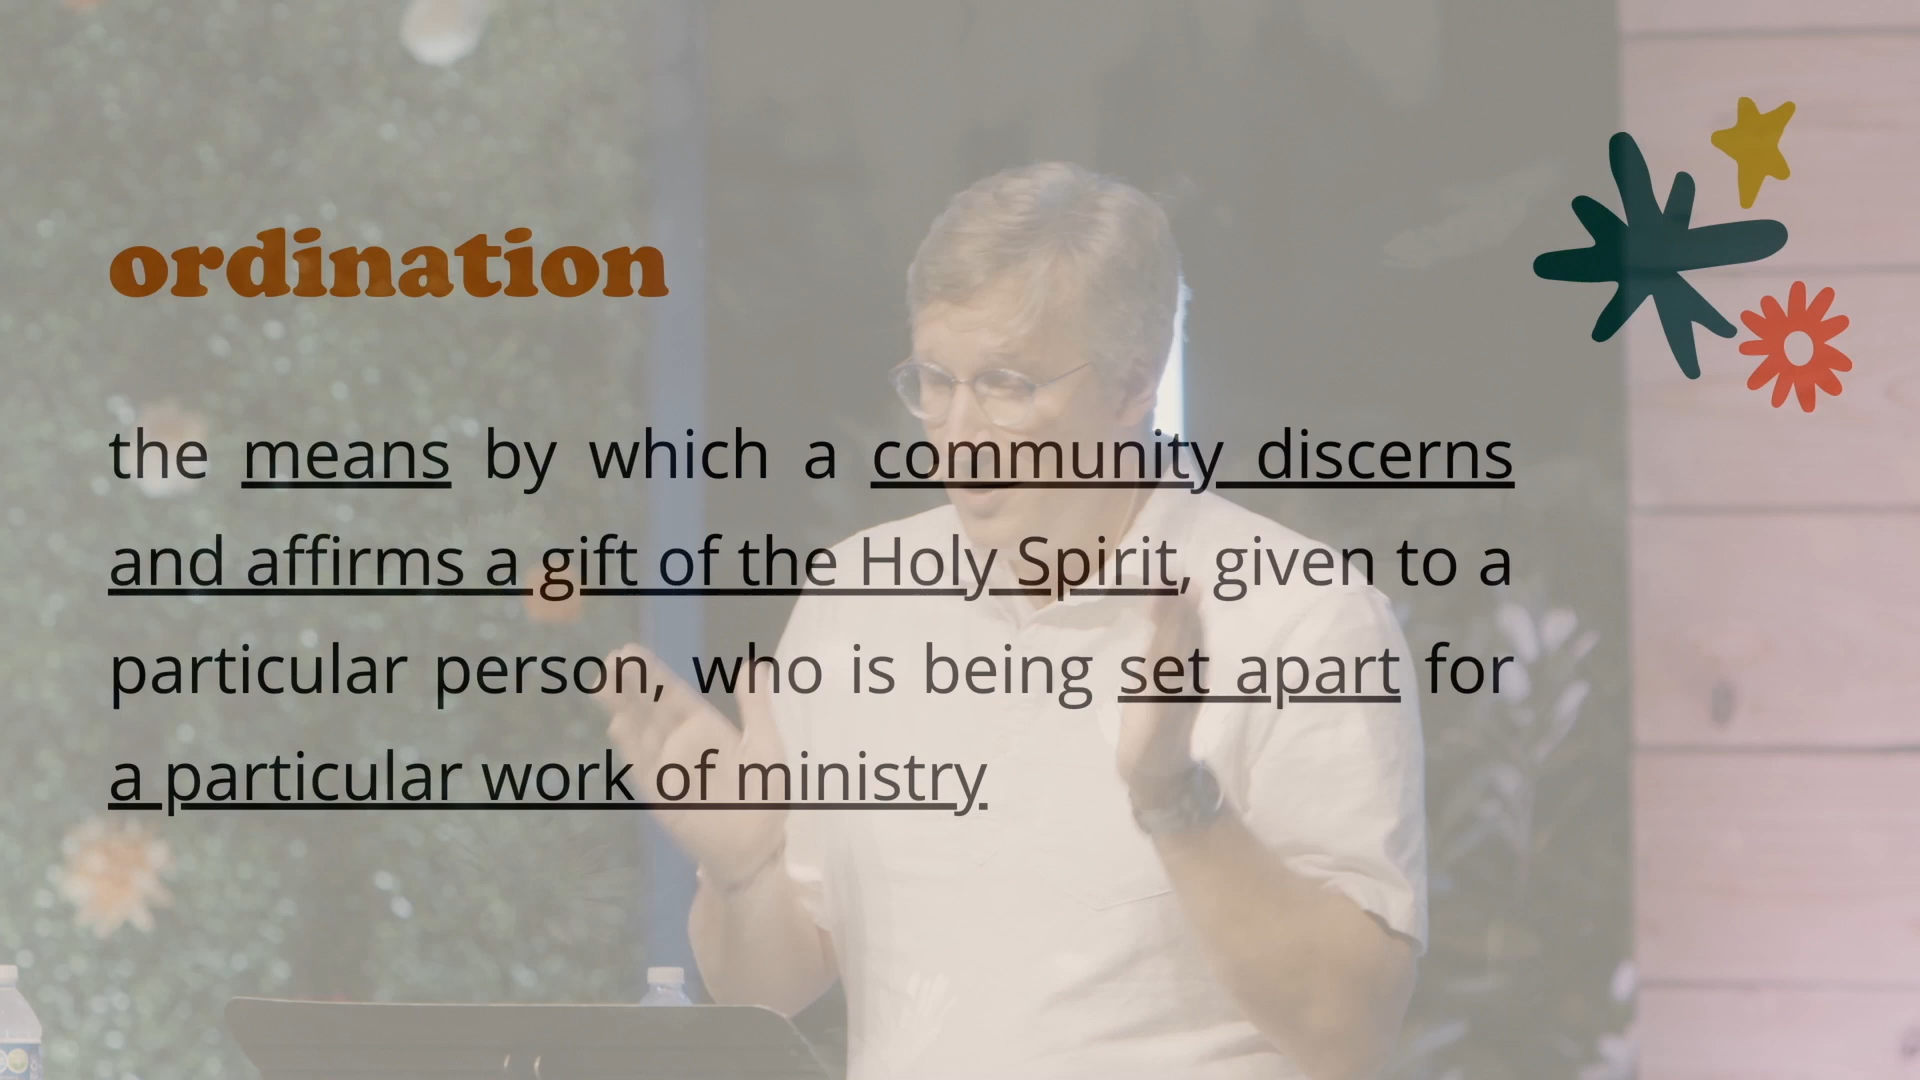 ordination
the means by which a community discerns
and affirms a gift of the Holy Spirit, given to a
particular person, who is being set apart for
a particular work of ministry.